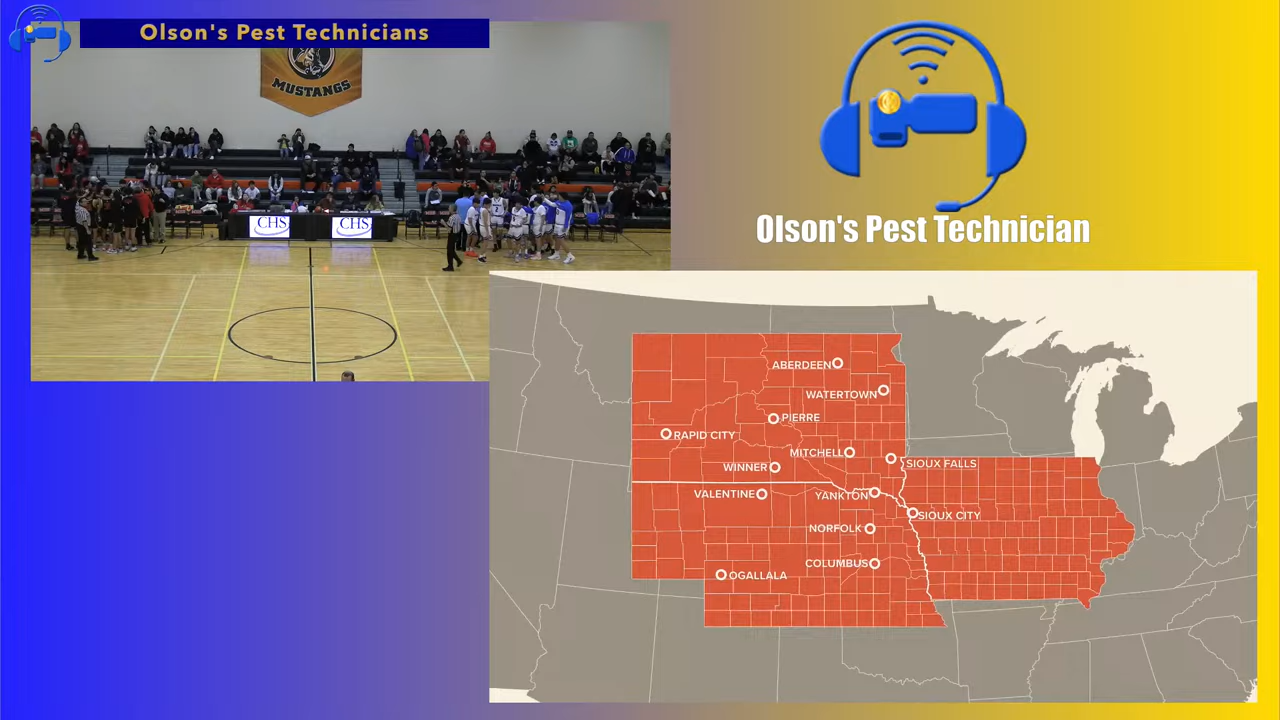 Olson's Pest Technicians
MUSTANGS
CHS
CHS
Olson's Pest Technician
ABERDEEN
WATERTOWN
PIERRE
RAPID CITY
MITCHELL
SIOUX FALLS
WINNER
VALENTINE
YANKTON
SIOUX CITY
NORFOLK
COLUMBUS
OGALLALA